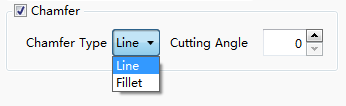 Chamfer
Chamfer Type Line Cutting Angle 0
Line
Fillet